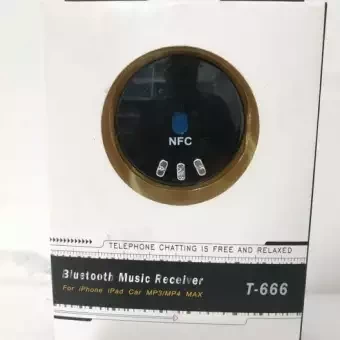 NFC
TELEPHONE CHATTING IS FREE AND RELAXED
Bluetooth Music Receiver
For iPhone iPad Car MP3/MP4 MAX
T-666